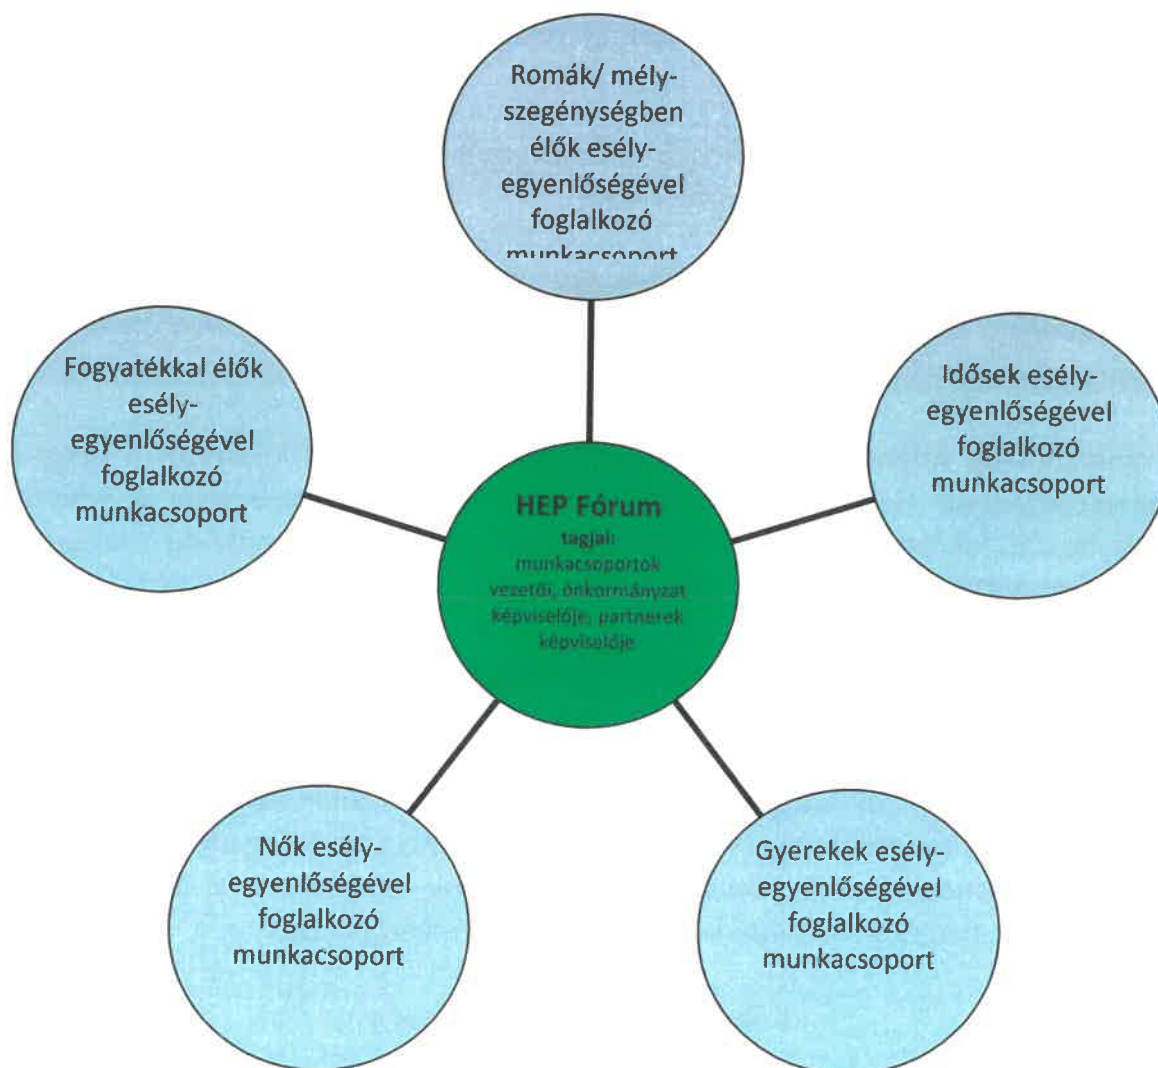 Romák/ mély-
szegénységben
élők esély-
egyenlőségével
foglalkozó
munkacsoport
Fogyatékkal élők
esély-
egyenlőségével
foglalkozó
munkacsoport
Idősek esély-
egyenlőségével
foglalkozó
munkacsoport
HEP Fórum
tagjai:
munkacsoportok
vezetői, önkormányzat
képviselője, partnerek
képviselője
Nők esély-
egyenlőségével
foglalkozó
munkacsoport
Gyerekek esély-
egyenlőségével
foglalkozó
munkacsoport